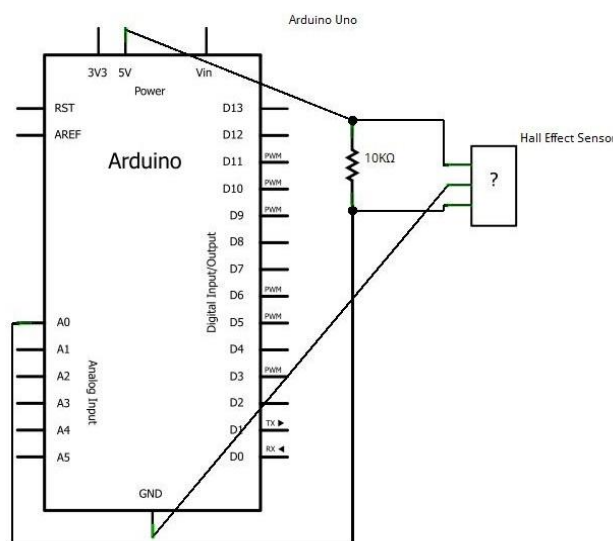 Arduino Uno
3V3
5V
Vin
Power
RST
AREF
Arduino
D13
D12
D11
PWM
D10
PWM
D9
PWM
D8
D7
D6
PWM
D5
PWM
D4
D3
PWM
D2
D1
TX ▶
D0
RX ◀
Digital Input/Output
A0
A1
A2
A3
A4
A5
Analog Input
GND
10KΩ
Hall Effect Sensor
?